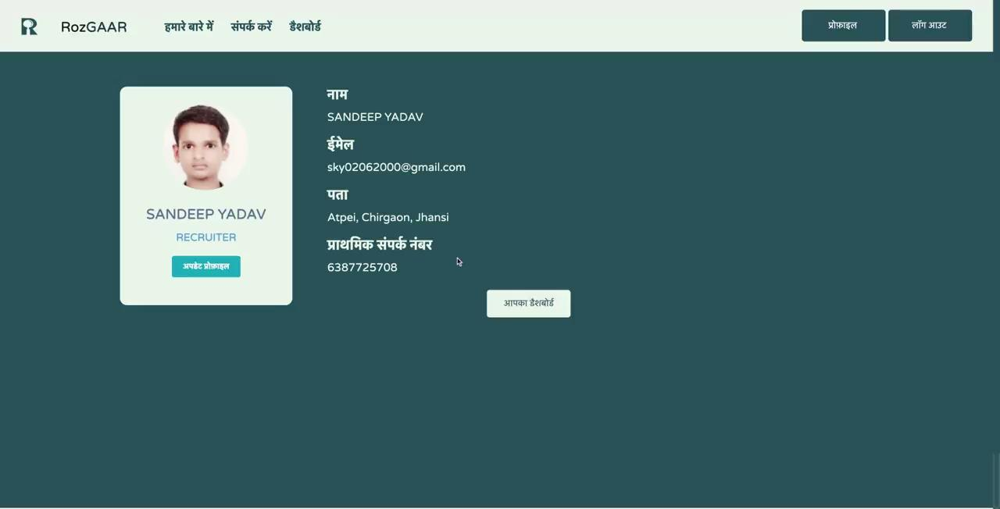 RozGAAR हमारे बारे में संपर्क करें डैशबोर्ड प्रोफ़ाइल लॉग आउट
SANDEEP YADAV
RECRUITER
अपडेट प्रोफ़ाइल
नाम
SANDEEP YADAV
ईमेल
sky02062000@gmail.com
पता
Atpei, Chirgaon, Jhansi
प्राथमिक संपर्क नंबर
6387725708
आपका डैशबोर्ड